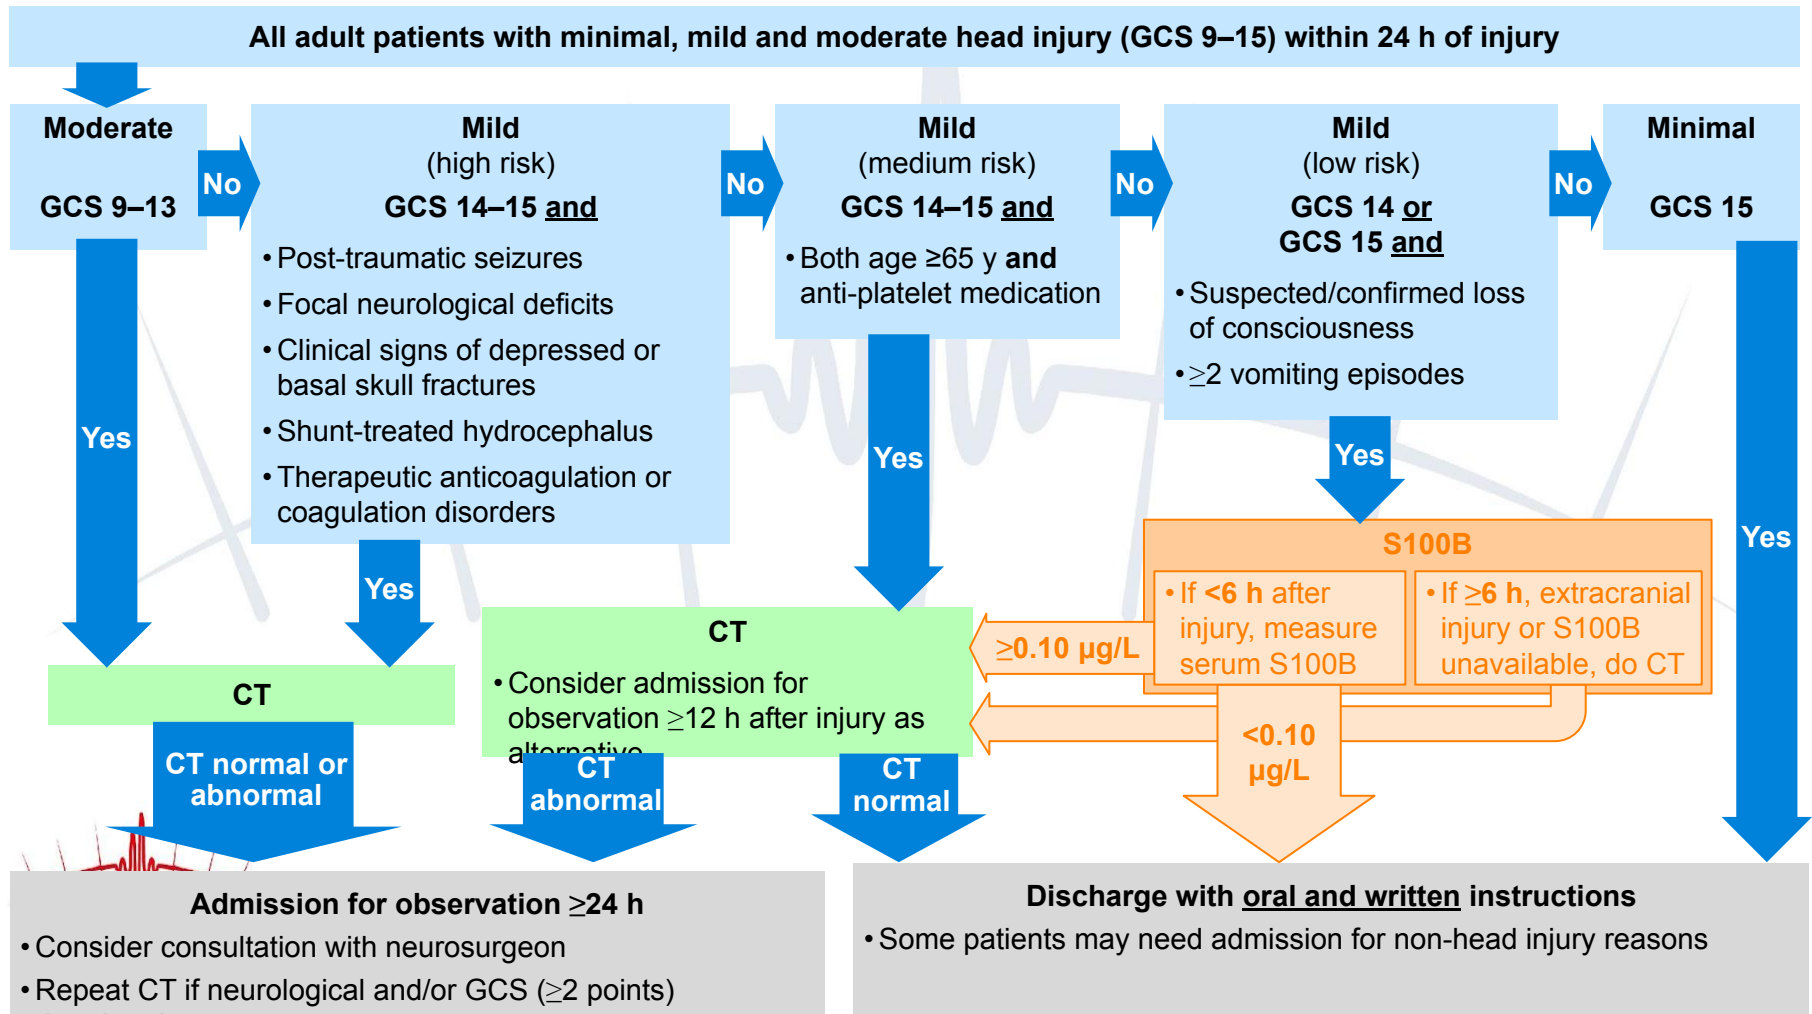 All adult patients with minimal, mild and moderate head injury (GCS 9–15) within 24 h of injury
Moderate
GCS 9–13
No
Mild
(high risk)
GCS 14–15 and
• Post-traumatic seizures
• Focal neurological deficits
• Clinical signs of depressed or
basal skull fractures
• Shunt-treated hydrocephalus
• Therapeutic anticoagulation or
coagulation disorders
No
Mild
(medium risk)
GCS 14–15 and
• Both age ≥65 y and
anti-platelet medication
No
Mild
(low risk)
GCS 14 or
GCS 15 and
• Suspected/confirmed loss
of consciousness
• ≥2 vomiting episodes
No
Minimal
GCS 15
Yes
Yes
Yes
Yes
Yes
S100B
• If <6 h after
injury, measure
serum S100B
• If ≥6 h, extracranial
injury or S100B
unavailable, do CT
≥0.10 µg/L
<0.10
µg/L
CT
CT
• Consider admission for
observation ≥12 h after injury as
alternative
CT normal or
abnormal
CT
abnormal
CT
normal
Admission for observation ≥24 h
• Consider consultation with neurosurgeon
• Repeat CT if neurological and/or GCS (≥2 points)
Discharge with oral and written instructions
• Some patients may need admission for non-head injury reasons